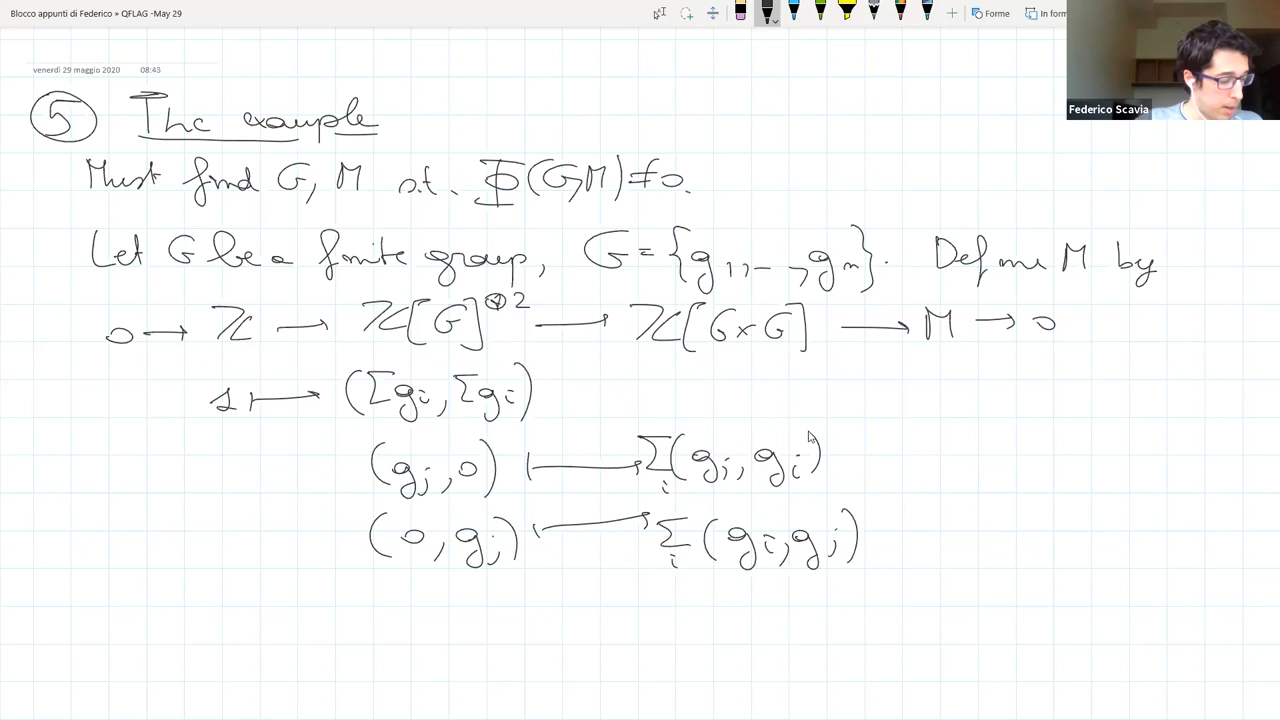 Blocco appunti di Federico » QFLAG -May 29
Forme
In form
venerdì 29 maggio 2020 08:43
Federico Scavia
⑤ The example
Must find G, M s.t. Φ(G,M)≠0.
Let G be a finite group, G = {g₁,..,gₙ}. Define M by
0 → ℤ → ℤ[G]^⊕2 → ℤ[G×G] → M → 0
1 ↦ (Σgᵢ, Σgᵢ)
(gⱼ, 0) ↦ Σᵢ(gⱼ, gᵢ)
(0, gⱼ) ↦ Σᵢ(gᵢ, gⱼ)